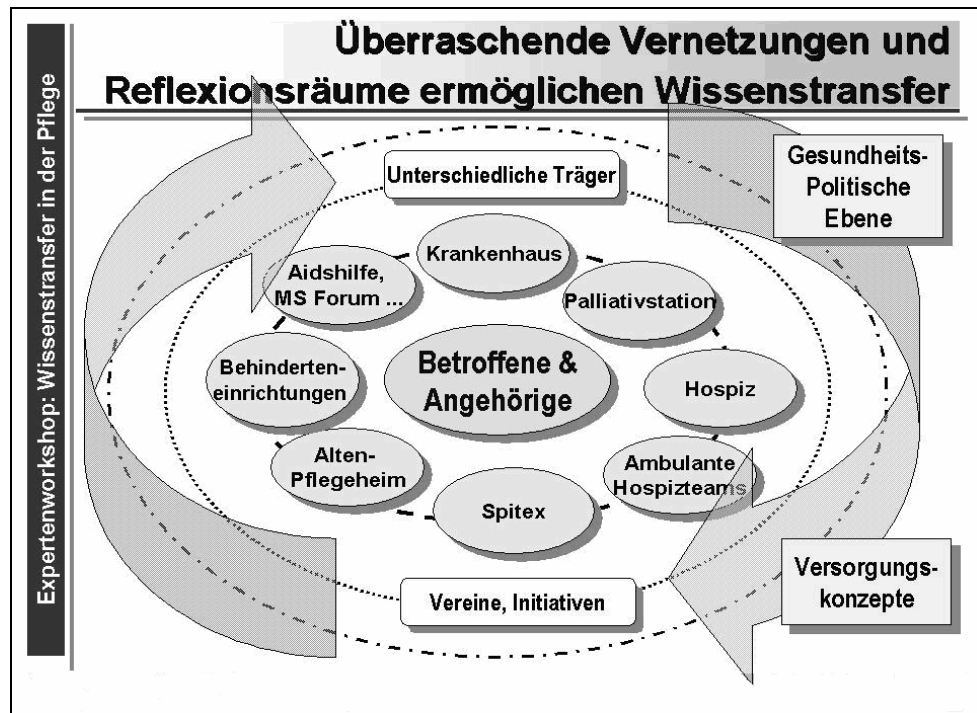 Überraschende Vernetzungen und
Reflexionsräume ermöglichen Wissenstransfer
Expertenworkshop: Wissenstransfer in der Pflege
Unterschiedliche Träger
Gesundheits-
Politische
Ebene
Krankenhaus
Aidshilfe,
MS Forum ...
Palliativstation
Behinderten-
einrichtungen
Betroffene &
Angehörige
Hospiz
Alten-
Pflegeheim
Ambulante
Hospizteams
Spitex
Vereine, Initiativen
Versorgungs-
konzepte